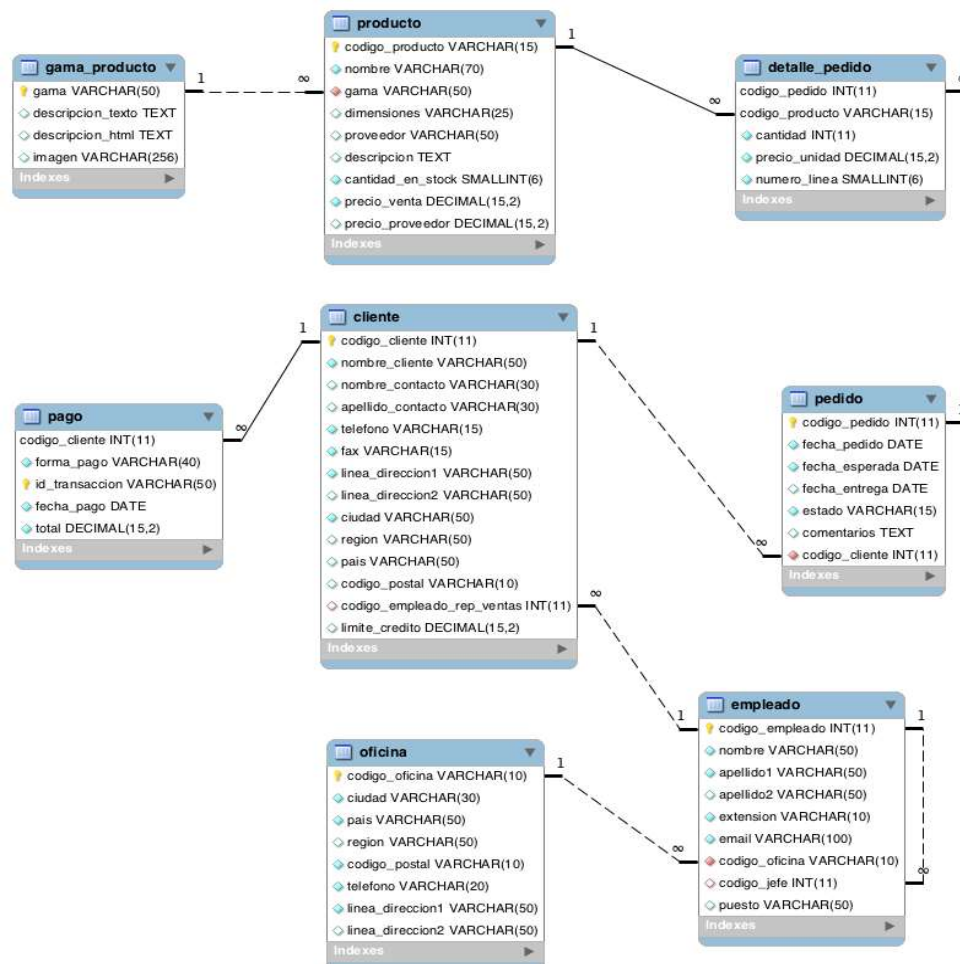 gama_producto
gama VARCHAR(50)
descripcion_texto TEXT
descripcion_html TEXT
imagen VARCHAR(256)
Indexes
1
∞
producto
codigo_producto VARCHAR(15)
nombre VARCHAR(70)
gama VARCHAR(50)
dimensiones VARCHAR(25)
proveedor VARCHAR(50)
descripcion TEXT
cantidad_en_stock SMALLINT(6)
precio_venta DECIMAL(15,2)
precio_proveedor DECIMAL(15,2)
Indexes
1
∞
detalle_pedido
codigo_pedido INT(11)
codigo_producto VARCHAR(15)
cantidad INT(11)
precio_unidad DECIMAL(15,2)
numero_linea SMALLINT(6)
Indexes
pago
codigo_cliente INT(11)
forma_pago VARCHAR(40)
id_transaccion VARCHAR(50)
fecha_pago DATE
total DECIMAL(15,2)
Indexes
∞
1
cliente
codigo_cliente INT(11)
nombre_cliente VARCHAR(50)
nombre_contacto VARCHAR(30)
apellido_contacto VARCHAR(30)
telefono VARCHAR(15)
fax VARCHAR(15)
linea_direccion1 VARCHAR(50)
linea_direccion2 VARCHAR(50)
ciudad VARCHAR(50)
region VARCHAR(50)
pais VARCHAR(50)
codigo_postal VARCHAR(10)
codigo_empleado_rep_ventas INT(11)
limite_credito DECIMAL(15,2)
Indexes
1
∞
pedido
codigo_pedido INT(11)
fecha_pedido DATE
fecha_esperada DATE
fecha_entrega DATE
estado VARCHAR(15)
comentarios TEXT
codigo_cliente INT(11)
Indexes
∞
1
oficina
codigo_oficina VARCHAR(10)
ciudad VARCHAR(30)
pais VARCHAR(50)
region VARCHAR(50)
codigo_postal VARCHAR(10)
telefono VARCHAR(20)
linea_direccion1 VARCHAR(50)
linea_direccion2 VARCHAR(50)
Indexes
1
∞
empleado
codigo_empleado INT(11)
nombre VARCHAR(50)
apellido1 VARCHAR(50)
apellido2 VARCHAR(50)
extension VARCHAR(10)
email VARCHAR(100)
codigo_oficina VARCHAR(10)
codigo_jefe INT(11)
puesto VARCHAR(50)
Indexes
1
∞